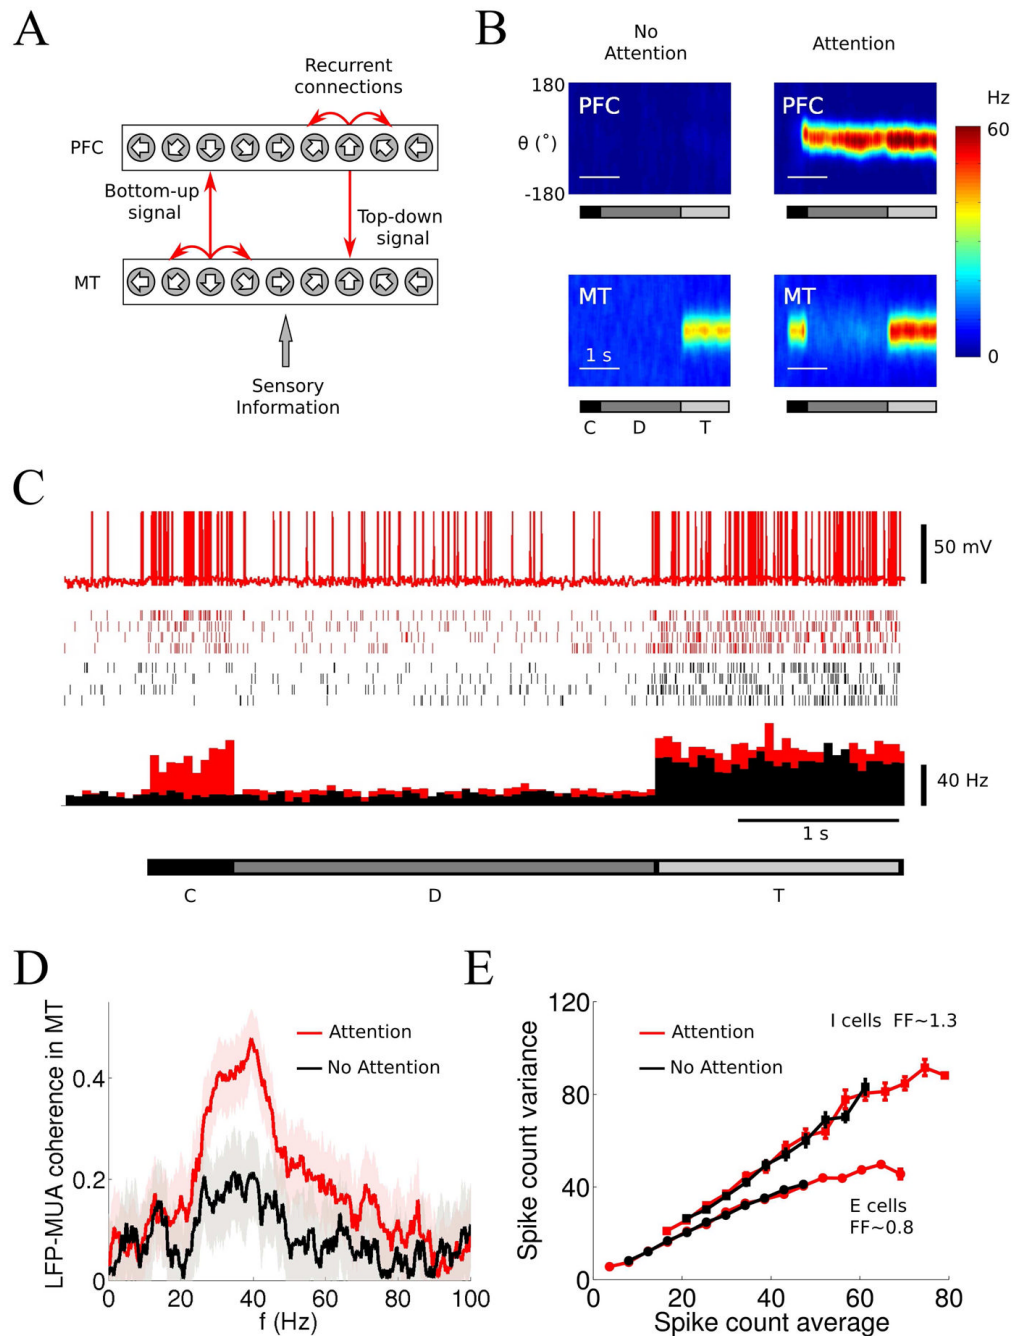 A
Recurrent
connections
PFC
Bottom-up
signal
Top-down
signal
MT
Sensory
Information
B
No
Attention
Attention
180
θ (°)
-180
PFC
PFC
Hz
60
0
MT
1 s
MT
C D T
C
50 mV
40 Hz
1 s
C D T
D
LFP-MUA coherence in MT
0.4
0.2
0
Attention
No Attention
0 20 40 60 80 100
f (Hz)
E
Spike count variance
120
80
40
0
Attention
No Attention
I cells FF~1.3
E cells
FF~0.8
0 20 40 60 80
Spike count average